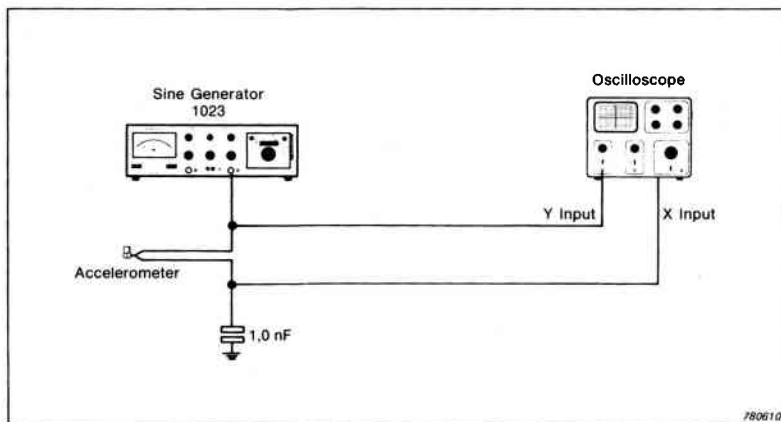 Oscilloscope
Sine Generator
1023
Y Input
X Input
Accelerometer
1,0 nF
780610